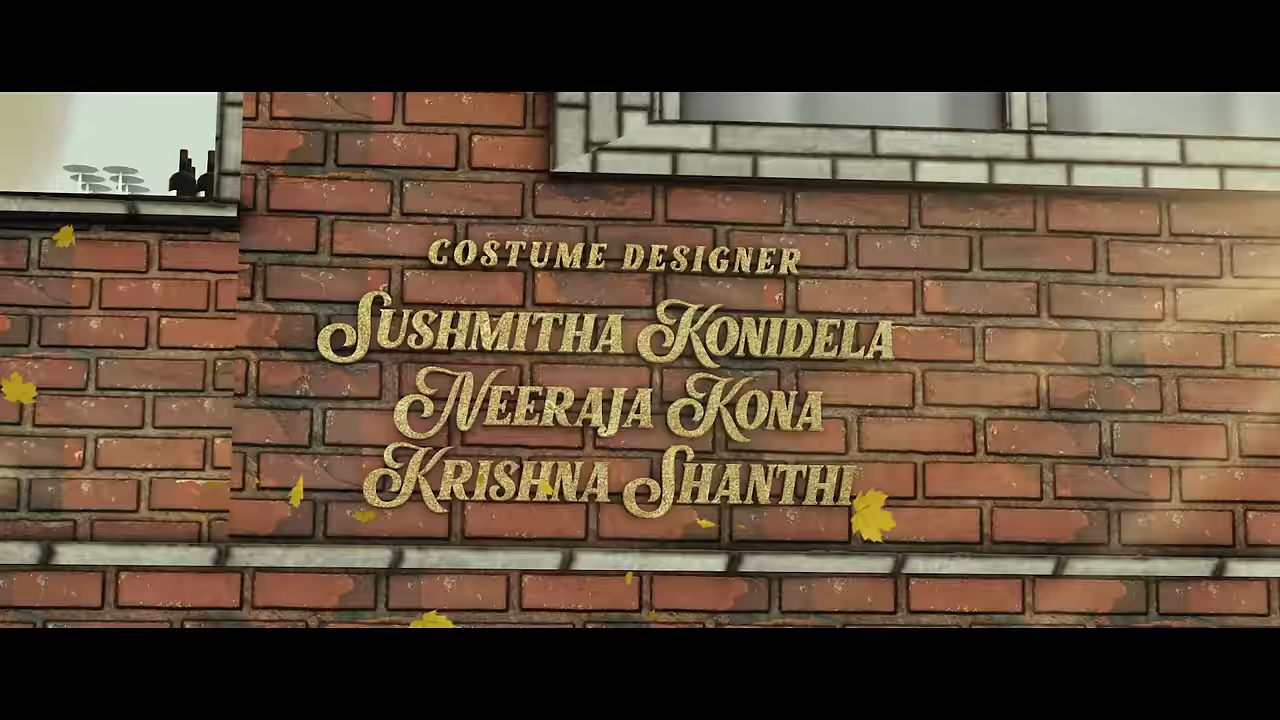 COSTUME DESIGNER
SUSHMITHA KONIDELA
NEERAJA KONA
KRISHNA SHANTHI